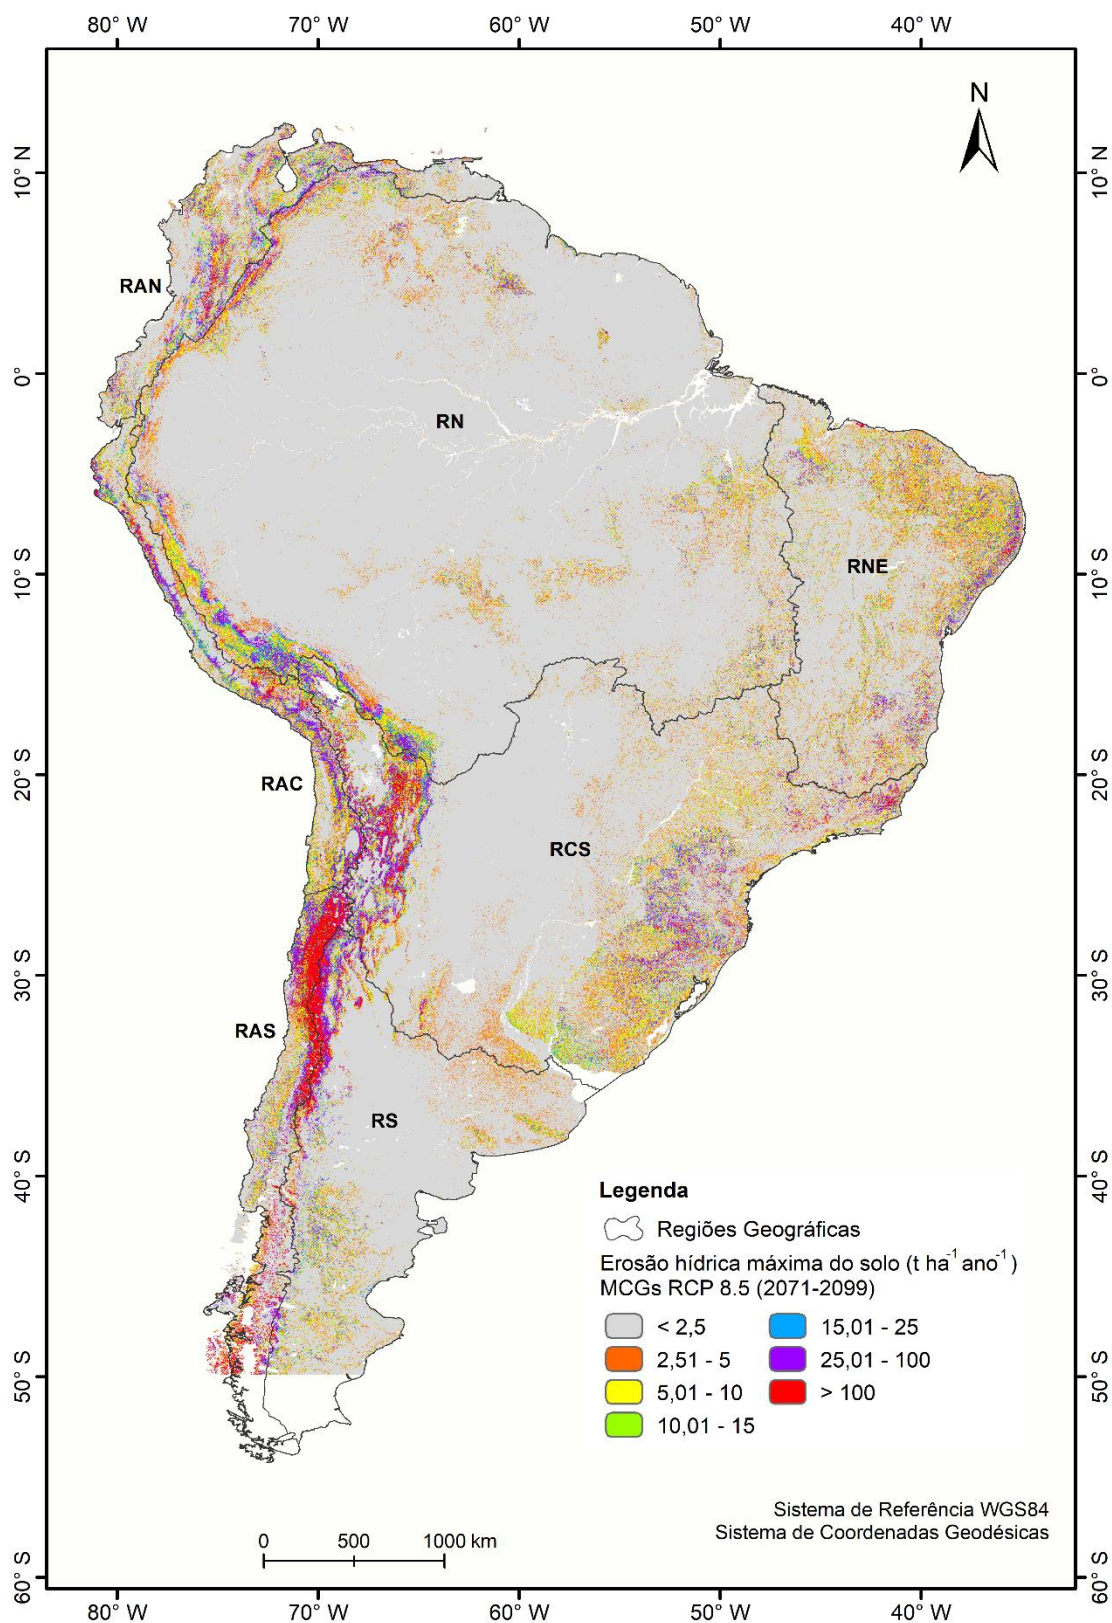 80° W 70° W 60° W 50° W 40° W
N
10° N 10° N
RAN
0° 0°
RN
RNE
10° S 10° S
20° S 20° S
RAC
RCS
30° S 30° S
RAS
RS
40° S 40° S
Legenda
Regiões Geográficas
Erosão hídrica máxima do solo (t ha⁻¹ ano⁻¹)
MCGs RCP 8.5 (2071-2099)
< 2,5 15,01 - 25
2,51 - 5 25,01 - 100
5,01 - 10 > 100
10,01 - 15
50° S 50° S
Sistema de Referência WGS84
Sistema de Coordenadas Geodésicas
0 500 1000 km
60° S 60° S
80° W 70° W 60° W 50° W 40° W